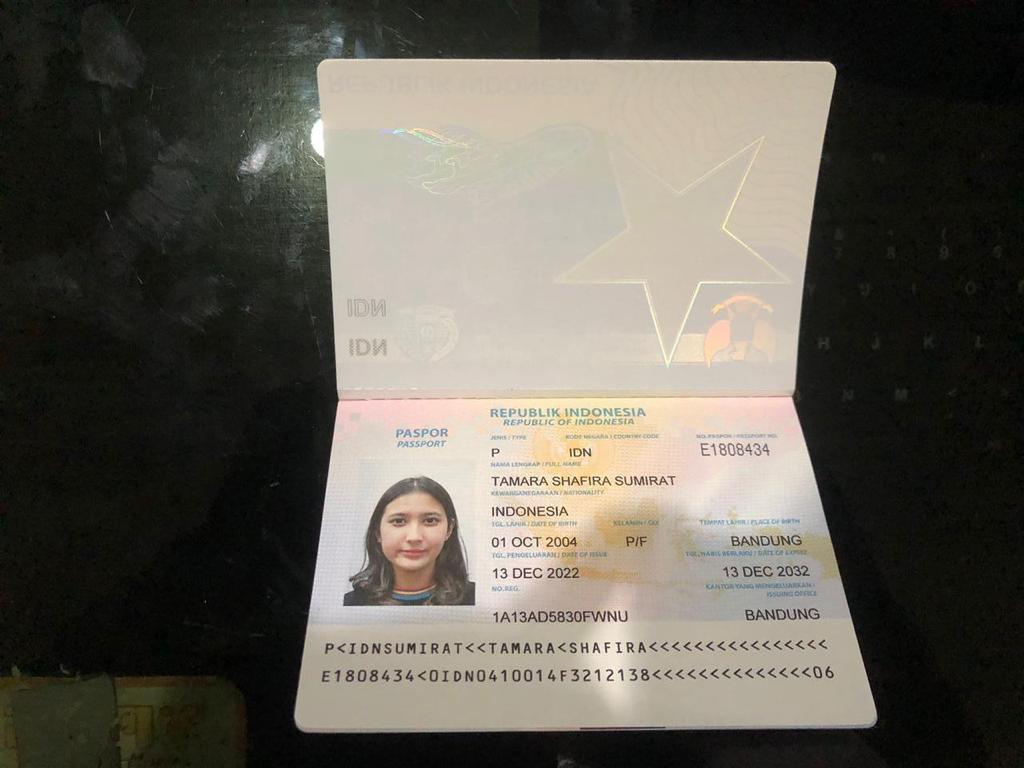 REPUBLIK INDONESIA
IDN
IDN
REPUBLIK INDONESIA
REPUBLIC OF INDONESIA
PASPOR
PASSPORT
JENIS / TYPE KODE NEGARA / COUNTRY CODE NO. PASPOR / PASSPORT NO.
P IDN E1808434
NAMA LENGKAP / FULL NAME
TAMARA SHAFIRA SUMIRAT
KEWARGANEGARAAN / NATIONALITY
INDONESIA
TGL. LAHIR / DATE OF BIRTH KELAMIN / SEX TEMPAT LAHIR / PLACE OF BIRTH
01 OCT 2004 P/F BANDUNG
TGL. PENGELUARAN / DATE OF ISSUE TGL. HABIS BERLAKU / DATE OF EXPIRY
13 DEC 2022 13 DEC 2032
NO. REG. KANTOR YANG MENGELUARKAN /
ISSUING OFFICE
1A13AD5830FWNU BANDUNG
P<IDNSUMIRAT<<TAMARA<SHAFIRA<<<<<<<<<<<<<<<<
E1808434<0IDN0410014F3212138<<<<<<<<<<<<<<06